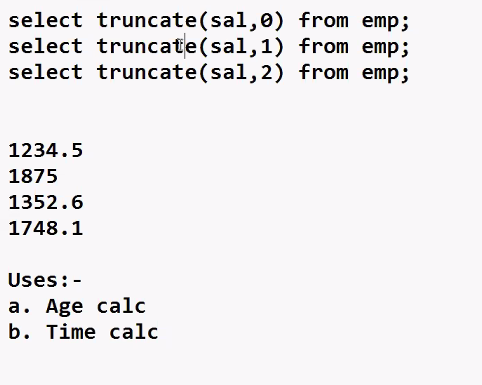 select truncate(sal,0) from emp;
select truncate(sal,1) from emp;
select truncate(sal,2) from emp;
1234.5
1875
1352.6
1748.1
Uses:-
a. Age calc
b. Time calc